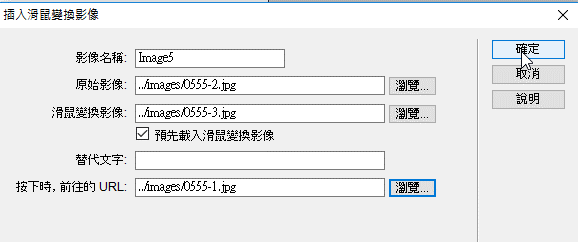 插入滑鼠變換影像
影像名稱: Image5
原始影像: ../images/0555-2.jpg 瀏覽...
滑鼠變換影像: ../images/0555-3.jpg 瀏覽...
預先載入滑鼠變換影像
替代文字:
按下時，前往的 URL: ../images/0555-1.jpg 瀏覽...
確定
取消
說明